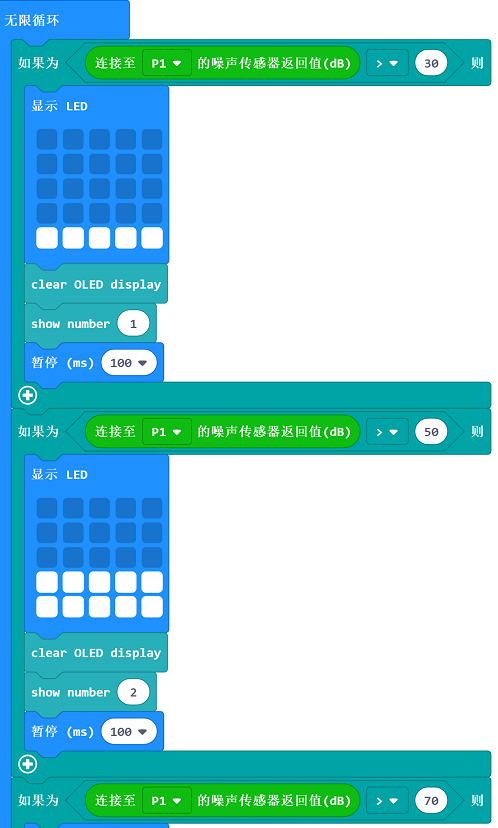 无限循环
如果为 连接至 P1 的噪声传感器返回值(dB) > 30 则
显示 LED
clear OLED display
show number 1
暂停 (ms) 100
如果为 连接至 P1 的噪声传感器返回值(dB) > 50 则
显示 LED
clear OLED display
show number 2
暂停 (ms) 100
如果为 连接至 P1 的噪声传感器返回值(dB) > 70 则